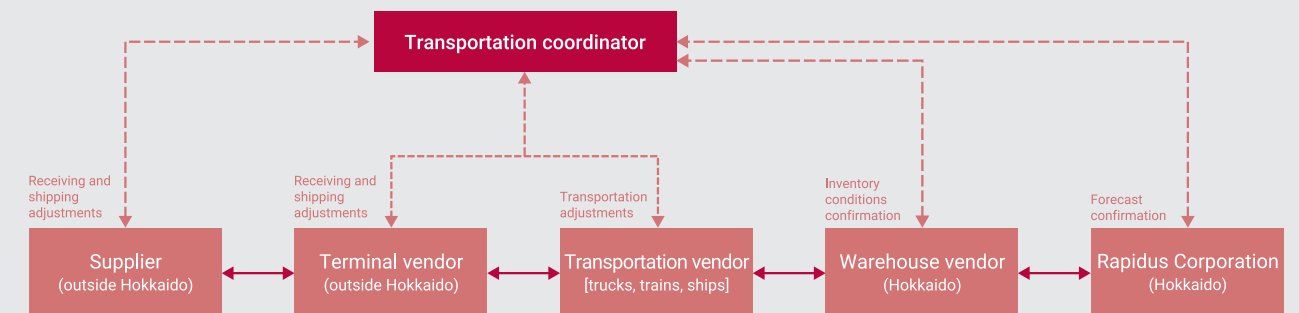 Transportation coordinator
Receiving and
shipping
adjustments
Receiving and
shipping
adjustments
Transportation
adjustments
Inventory
conditions
confirmation
Forecast
confirmation
Supplier
(outside Hokkaido)
Terminal vendor
(outside Hokkaido)
Transportation vendor
[trucks, trains, ships]
Warehouse vendor
(Hokkaido)
Rapidus Corporation
(Hokkaido)